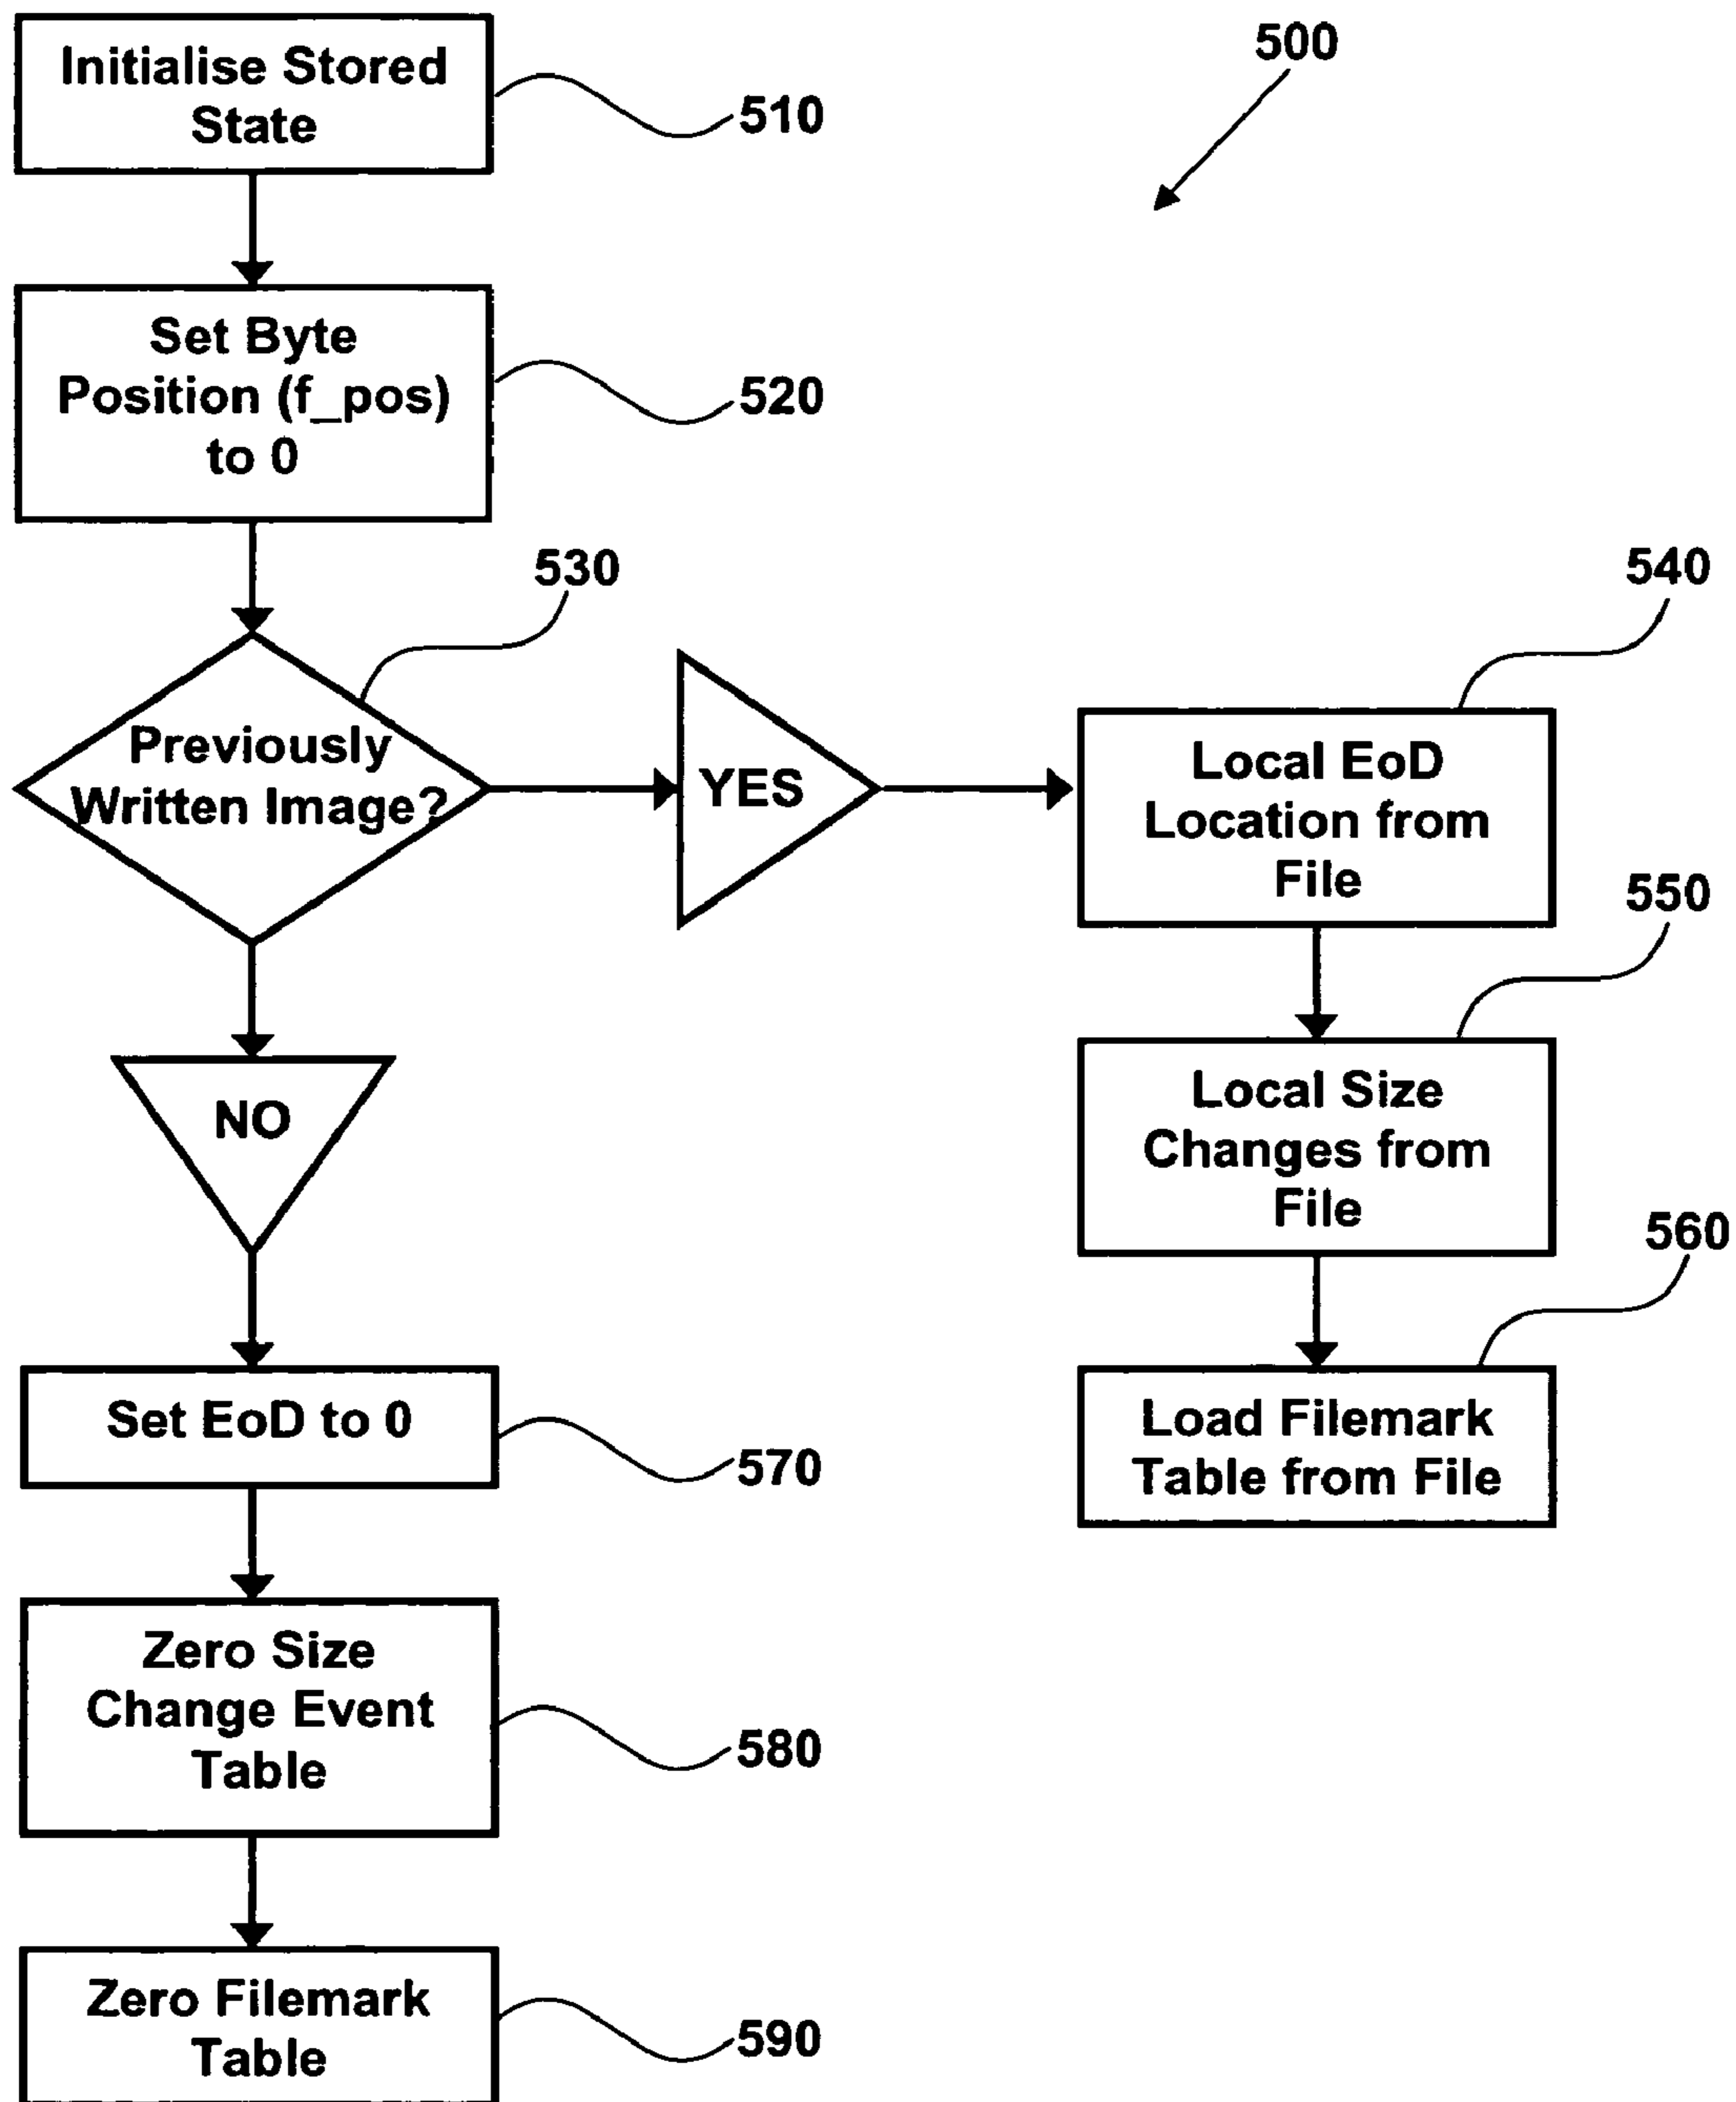 Initialise Stored
State
510
500
Set Byte
Position (f_pos)
to 0
520
530
Previously
Written Image?
YES
540
Local EoD
Location from
File
550
Local Size
Changes from
File
560
Load Filemark
Table from File
NO
Set EoD to 0
570
Zero Size
Change Event
Table
580
Zero Filemark
Table
590